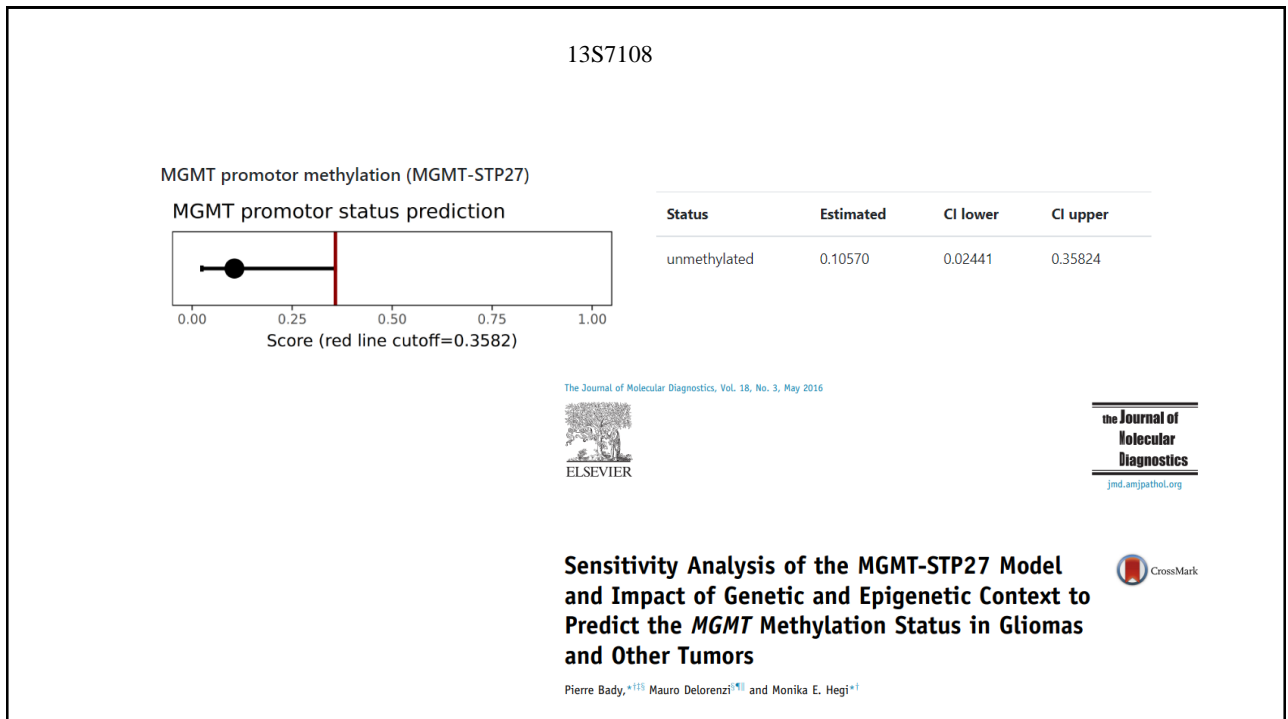 13S7108
MGMT promotor methylation (MGMT-STP27)
MGMT promotor status prediction
0.00 0.25 0.50 0.75 1.00
Score (red line cutoff=0.3582)
Status Estimated CI lower CI upper
unmethylated 0.10570 0.02441 0.35824
The Journal of Molecular Diagnostics, Vol. 18, No. 3, May 2016
ELSEVIER
the Journal of
Molecular
Diagnostics
jmd.amjpathol.org
Sensitivity Analysis of the MGMT-STP27 Model
and Impact of Genetic and Epigenetic Context to
Predict the MGMT Methylation Status in Gliomas
and Other Tumors
CrossMark
Pierre Bady,*†‡§ Mauro Delorenzi§¶‖ and Monika E. Hegi*†